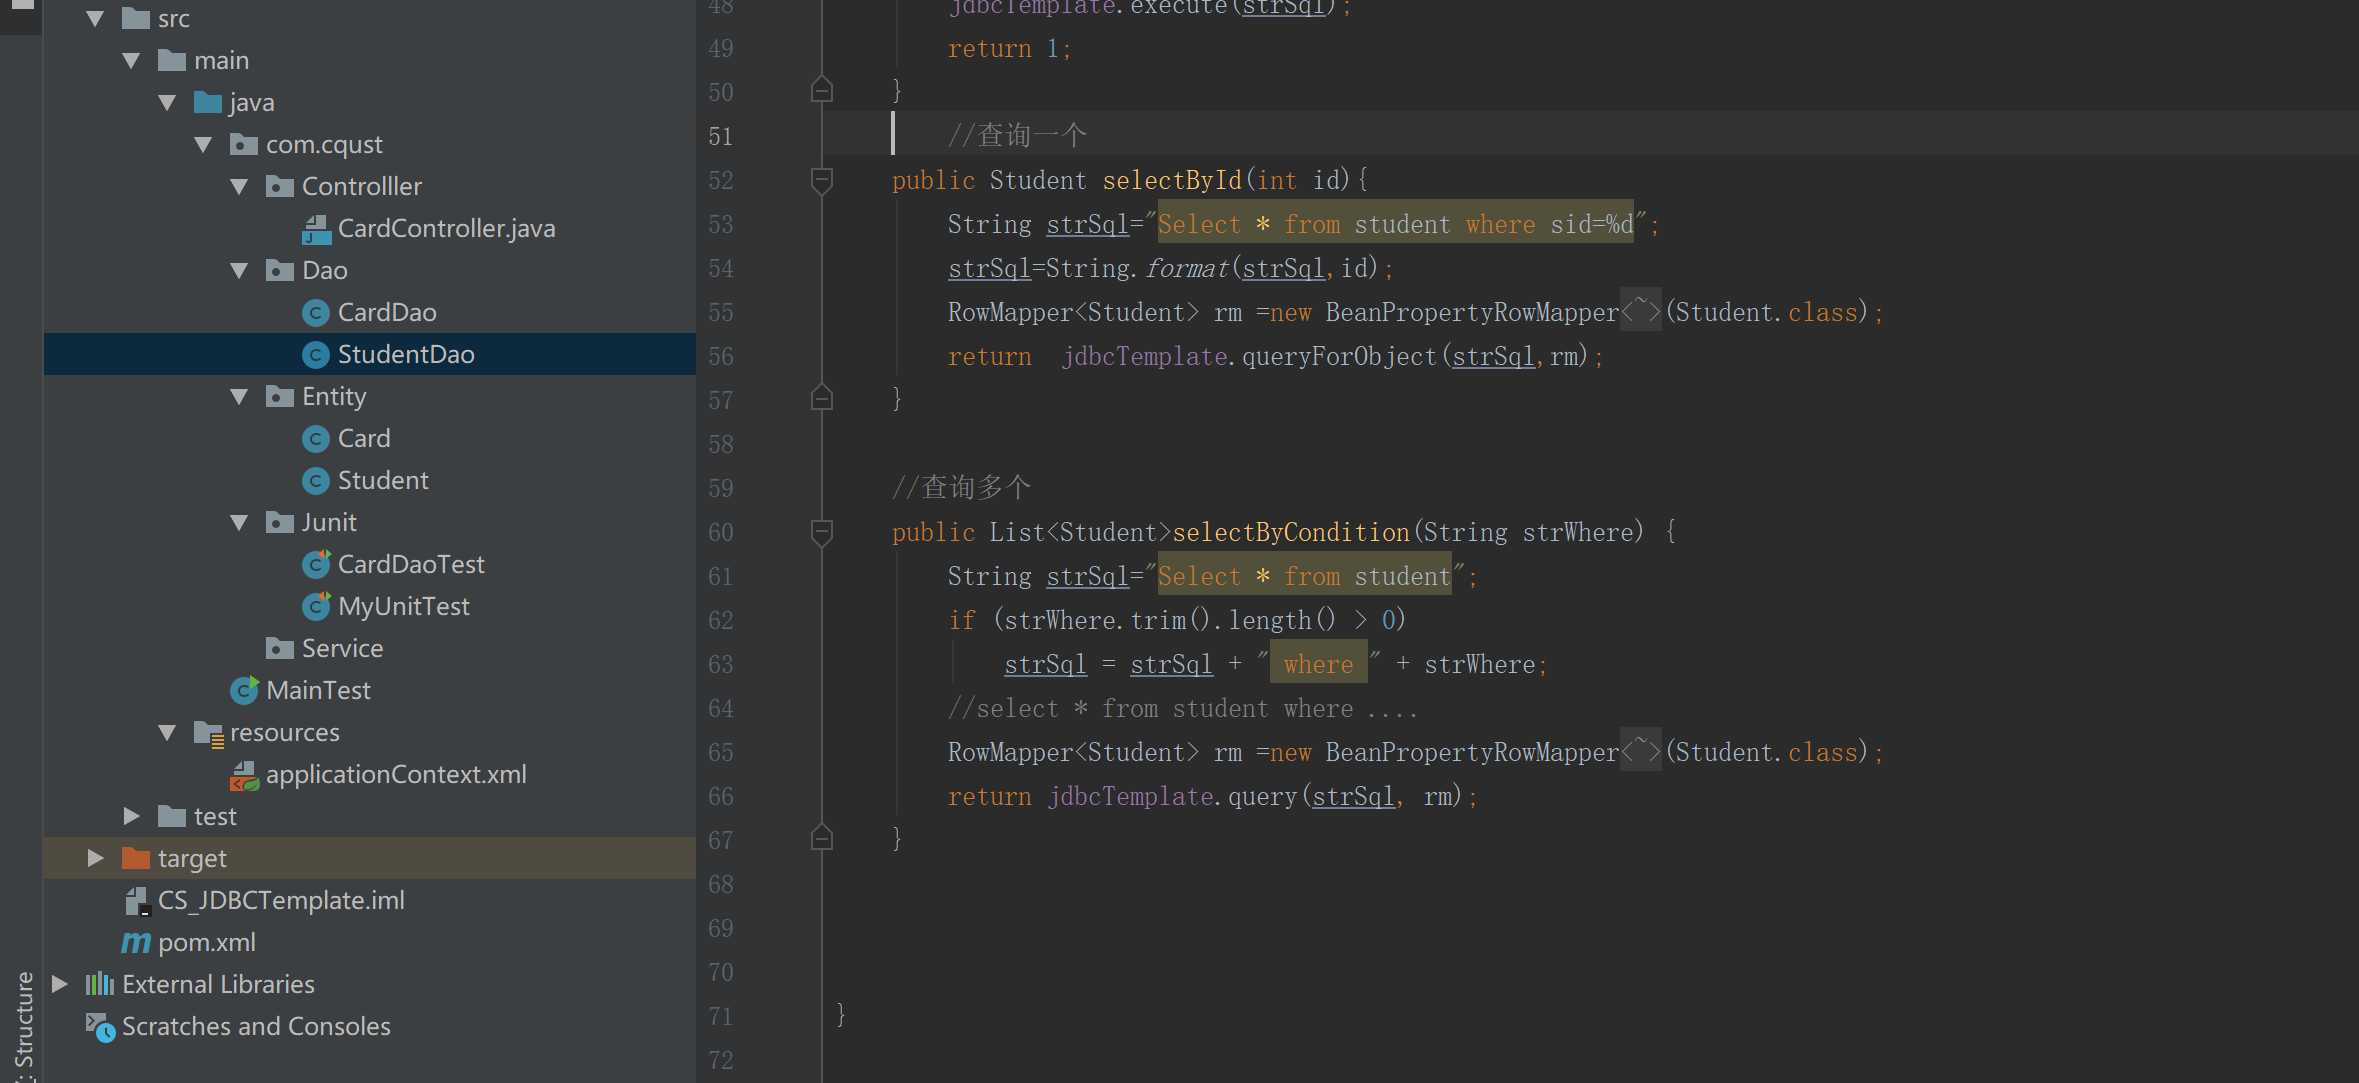 src
main
java
com.cqust
Controlller
CardController.java
Dao
CardDao
StudentDao
Entity
Card
Student
Junit
CardDaoTest
MyUnitTest
Service
MainTest
resources
applicationContext.xml
test
target
CS_JDBCTemplate.iml
pom.xml
External Libraries
Scratches and Consoles
Structure
48 jdbcTemplate.execute(strSql);
49 return 1;
50 }
51 //查询一个
52 public Student selectById(int id){
53 String strSql="Select * from student where sid=%d";
54 strSql=String.format(strSql,id);
55 RowMapper<Student> rm =new BeanPropertyRowMapper<~>(Student.class);
56 return  jdbcTemplate.queryForObject(strSql,rm);
57 }
58
59 //查询多个
60 public List<Student>selectByCondition(String strWhere) {
61 String strSql="Select * from student";
62 if (strWhere.trim().length() > 0)
63 strSql = strSql + " where " + strWhere;
64 //select * from student where ....
65 RowMapper<Student> rm =new BeanPropertyRowMapper<~>(Student.class);
66 return jdbcTemplate.query(strSql, rm);
67 }
68
69
70
71 }
72